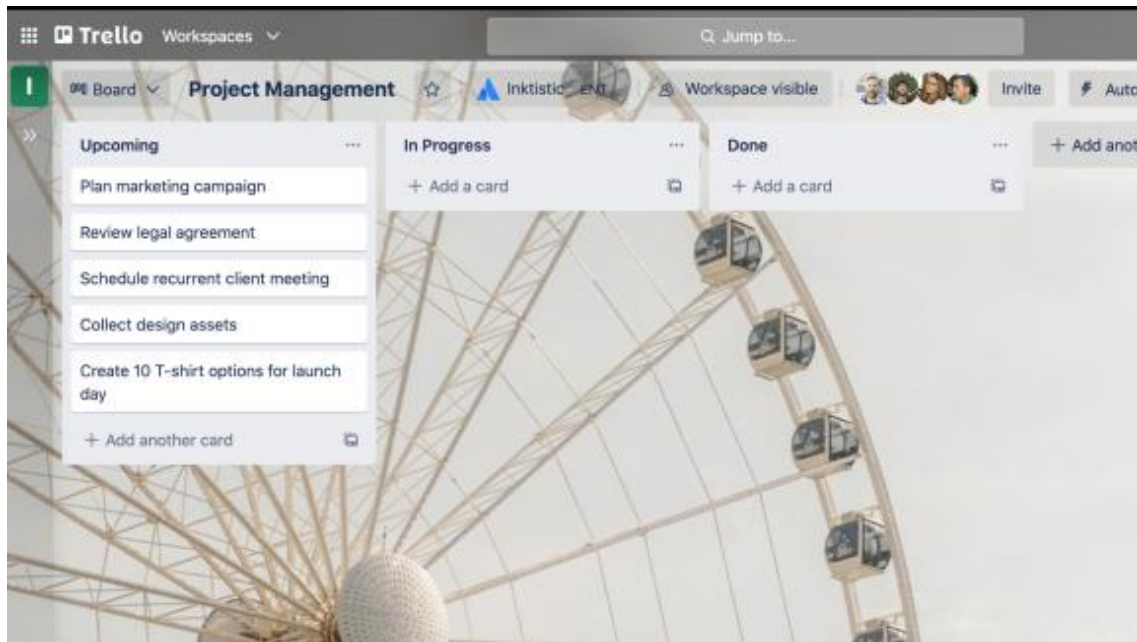 Trello Workspaces Jump to...
I Board Project Management Inktistic Workspace visible Invite
Upcoming
Plan marketing campaign
Review legal agreement
Schedule recurrent client meeting
Collect design assets
Create 10 T-shirt options for launch
day
+ Add another card
In Progress
+ Add a card
Done
+ Add a card
+ Add